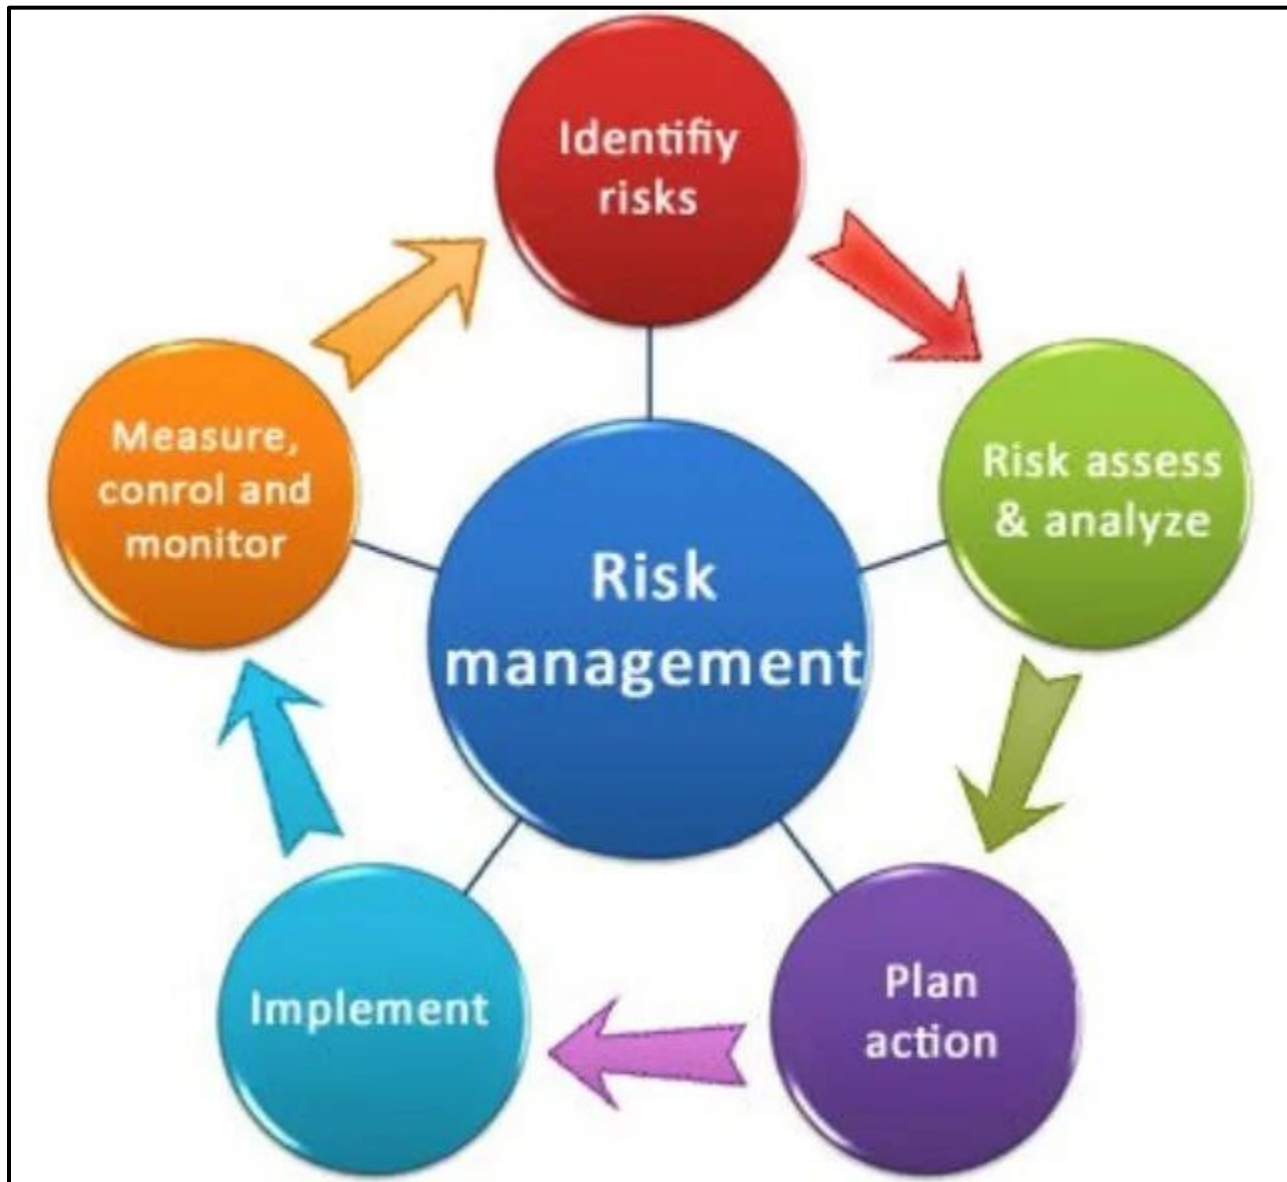 Identifiy
risks
Risk assess
& analyze
Plan
action
Implement
Measure,
conrol and
monitor
Risk
management